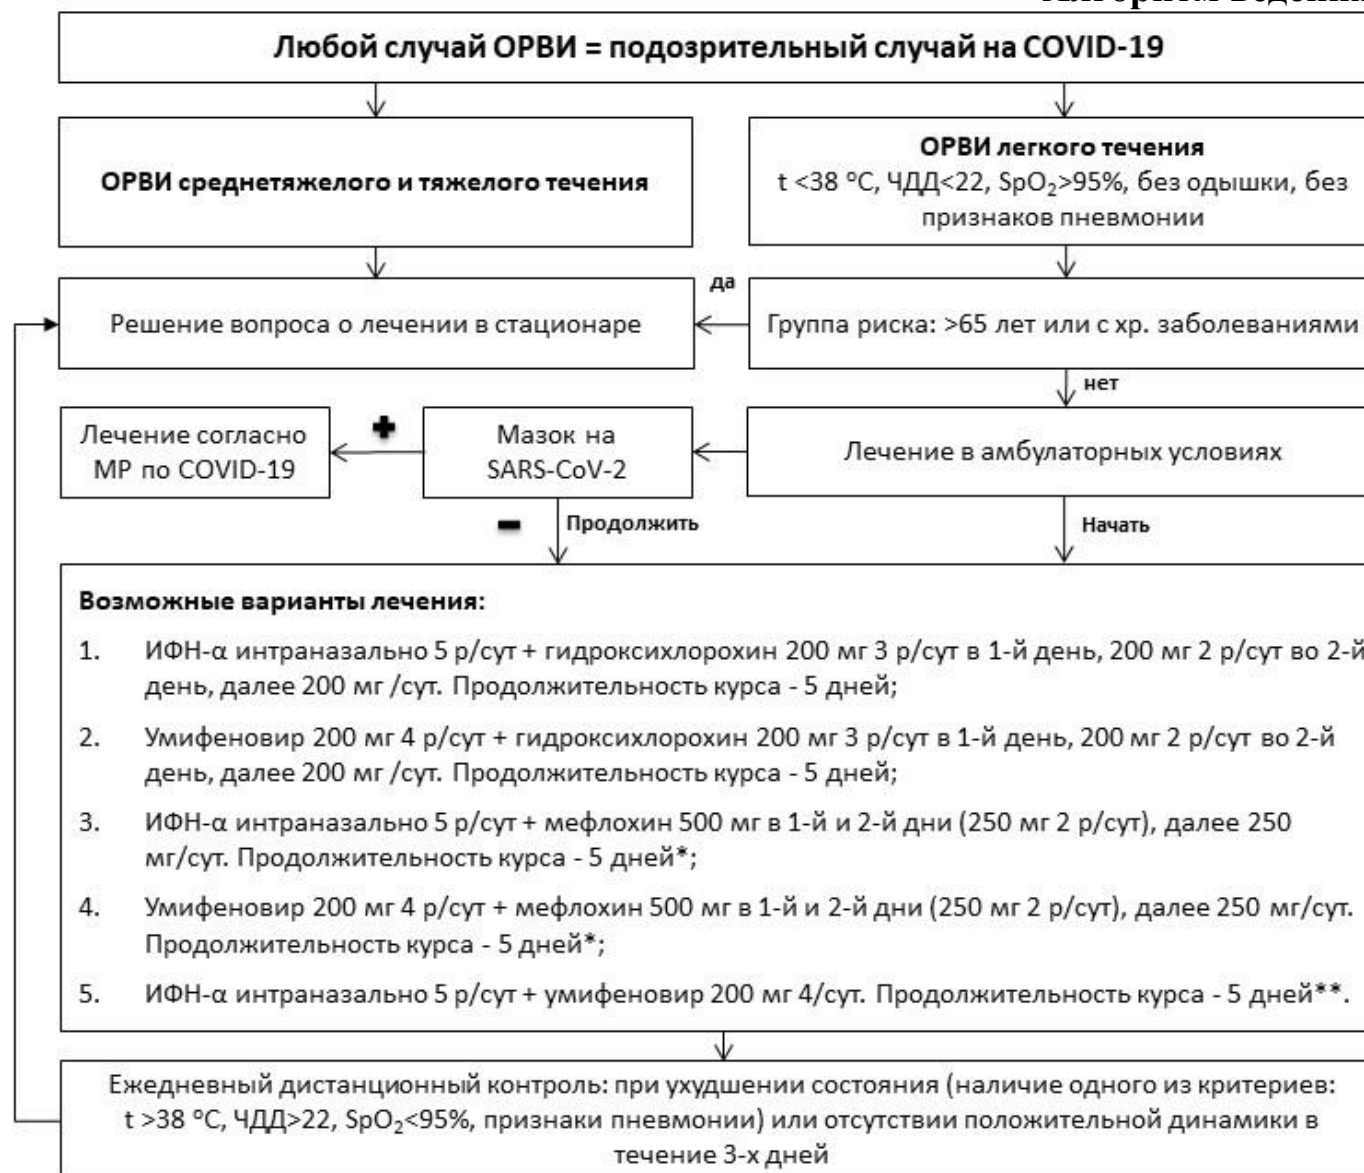 Любой случай ОРВИ = подозрительный случай на COVID-19
ОРВИ среднетяжелого и тяжелого течения
ОРВИ легкого течения
t <38 ºС, ЧДД<22, SpO₂>95%, без одышки, без
признаков пневмонии
Решение вопроса о лечении в стационаре
да
Группа риска: >65 лет или с хр. заболеваниями
нет
Лечение согласно
МР по COVID-19
+
Мазок на
SARS-CoV-2
Лечение в амбулаторных условиях
-
Продолжить
Начать
Возможные варианты лечения:
1. ИФН-α интраназально 5 р/сут + гидроксихлорохин 200 мг 3 р/сут в 1-й день, 200 мг 2 р/сут во 2-й
день, далее 200 мг /сут. Продолжительность курса - 5 дней;
2. Умифеновир 200 мг 4 р/сут + гидроксихлорохин 200 мг 3 р/сут в 1-й день, 200 мг 2 р/сут во 2-й
день, далее 200 мг /сут. Продолжительность курса - 5 дней;
3. ИФН-α интраназально 5 р/сут + мефлохин 500 мг в 1-й и 2-й дни (250 мг 2 р/сут), далее 250
мг/сут. Продолжительность курса - 5 дней*;
4. Умифеновир 200 мг 4 р/сут + мефлохин 500 мг в 1-й и 2-й дни (250 мг 2 р/сут), далее 250 мг/сут.
Продолжительность курса - 5 дней*;
5. ИФН-α интраназально 5 р/сут + умифеновир 200 мг 4/сут. Продолжительность курса - 5 дней**.
Ежедневный дистанционный контроль: при ухудшении состояния (наличие одного из критериев:
t >38 ºС, ЧДД>22, SpO₂<95%, признаки пневмонии) или отсутствии положительной динамики в
течение 3-х дней